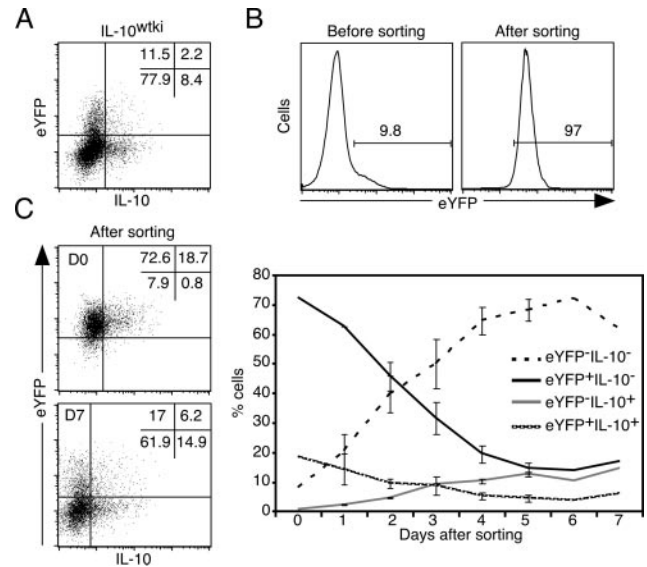 A
IL-10wtki
11.5 2.2
77.9 8.4
eYFP
IL-10
B
Before sorting
After sorting
Cells
9.8
97
eYFP
C
After sorting
D0
72.6 18.7
7.9 0.8
D7
17 6.2
61.9 14.9
eYFP
IL-10
80
70
60
50
40
30
20
10
0
% cells
eYFP-IL-10-
eYFP+IL-10-
eYFP-IL-10+
eYFP+IL-10+
0 1 2 3 4 5 6 7
Days after sorting